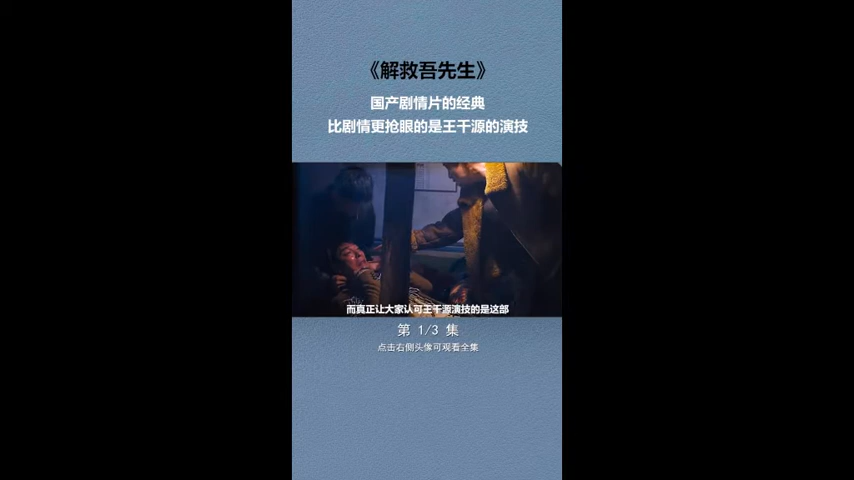 《解救吾先生》
国产剧情片的经典
比剧情更抢眼的是王千源的演技
而真正让大家认可王千源演技的是这部
第 1/3 集
点击右侧头像可观看全集